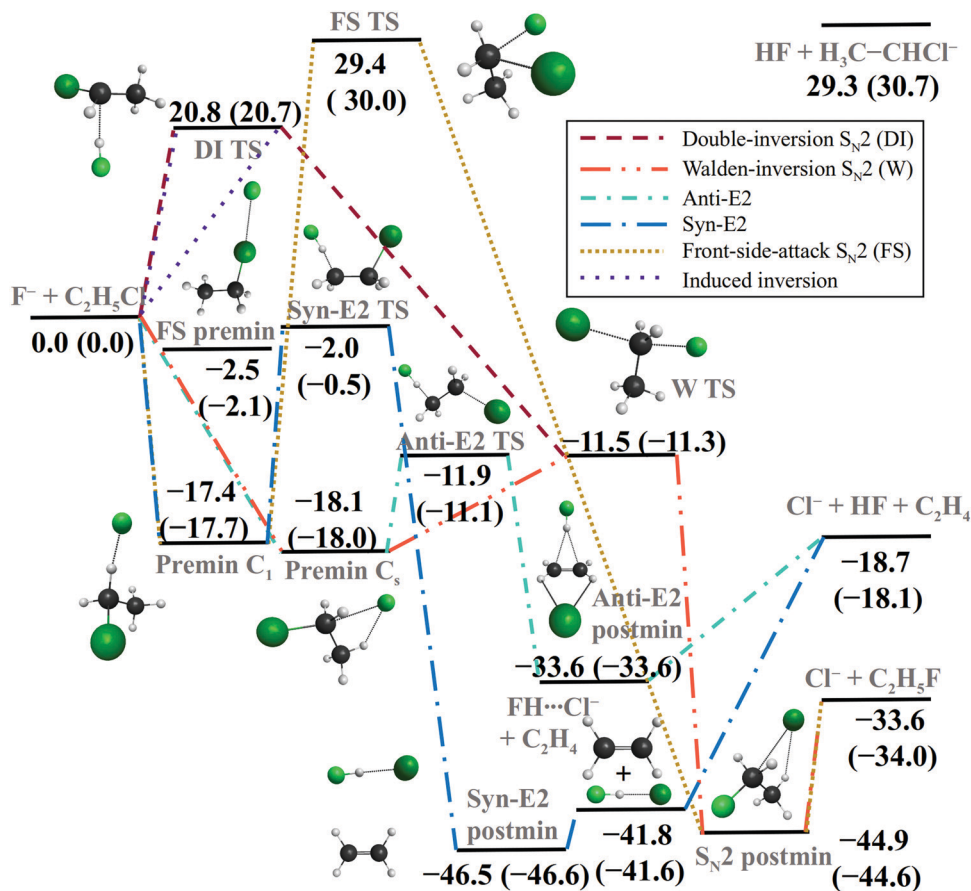 FS TS
29.4
( 30.0)
HF + H₃C−CHCl⁻
29.3 (30.7)
20.8 (20.7)
DI TS
Double-inversion S_N2 (DI)
Walden-inversion S_N2 (W)
Anti-E2
Syn-E2
Front-side-attack S_N2 (FS)
Induced inversion
F⁻ + C₂H₅Cl
0.0 (0.0)
FS premin
−2.5
(−2.1)
Syn-E2 TS
−2.0
(−0.5)
W TS
−11.5 (−11.3)
Anti-E2 TS
−11.9
(−11.1)
−17.4
(−17.7)
Premin C₁
−18.1
(−18.0)
Premin Cₛ
Cl⁻ + HF + C₂H₄
−18.7
(−18.1)
Anti-E2
postmin
−33.6 (−33.6)
FH···Cl⁻
+ C₂H₄
Cl⁻ + C₂H₅F
−33.6
(−34.0)
+
Syn-E2
postmin
−46.5 (−46.6)
−41.8
(−41.6)
S_N2 postmin
−44.9
(−44.6)